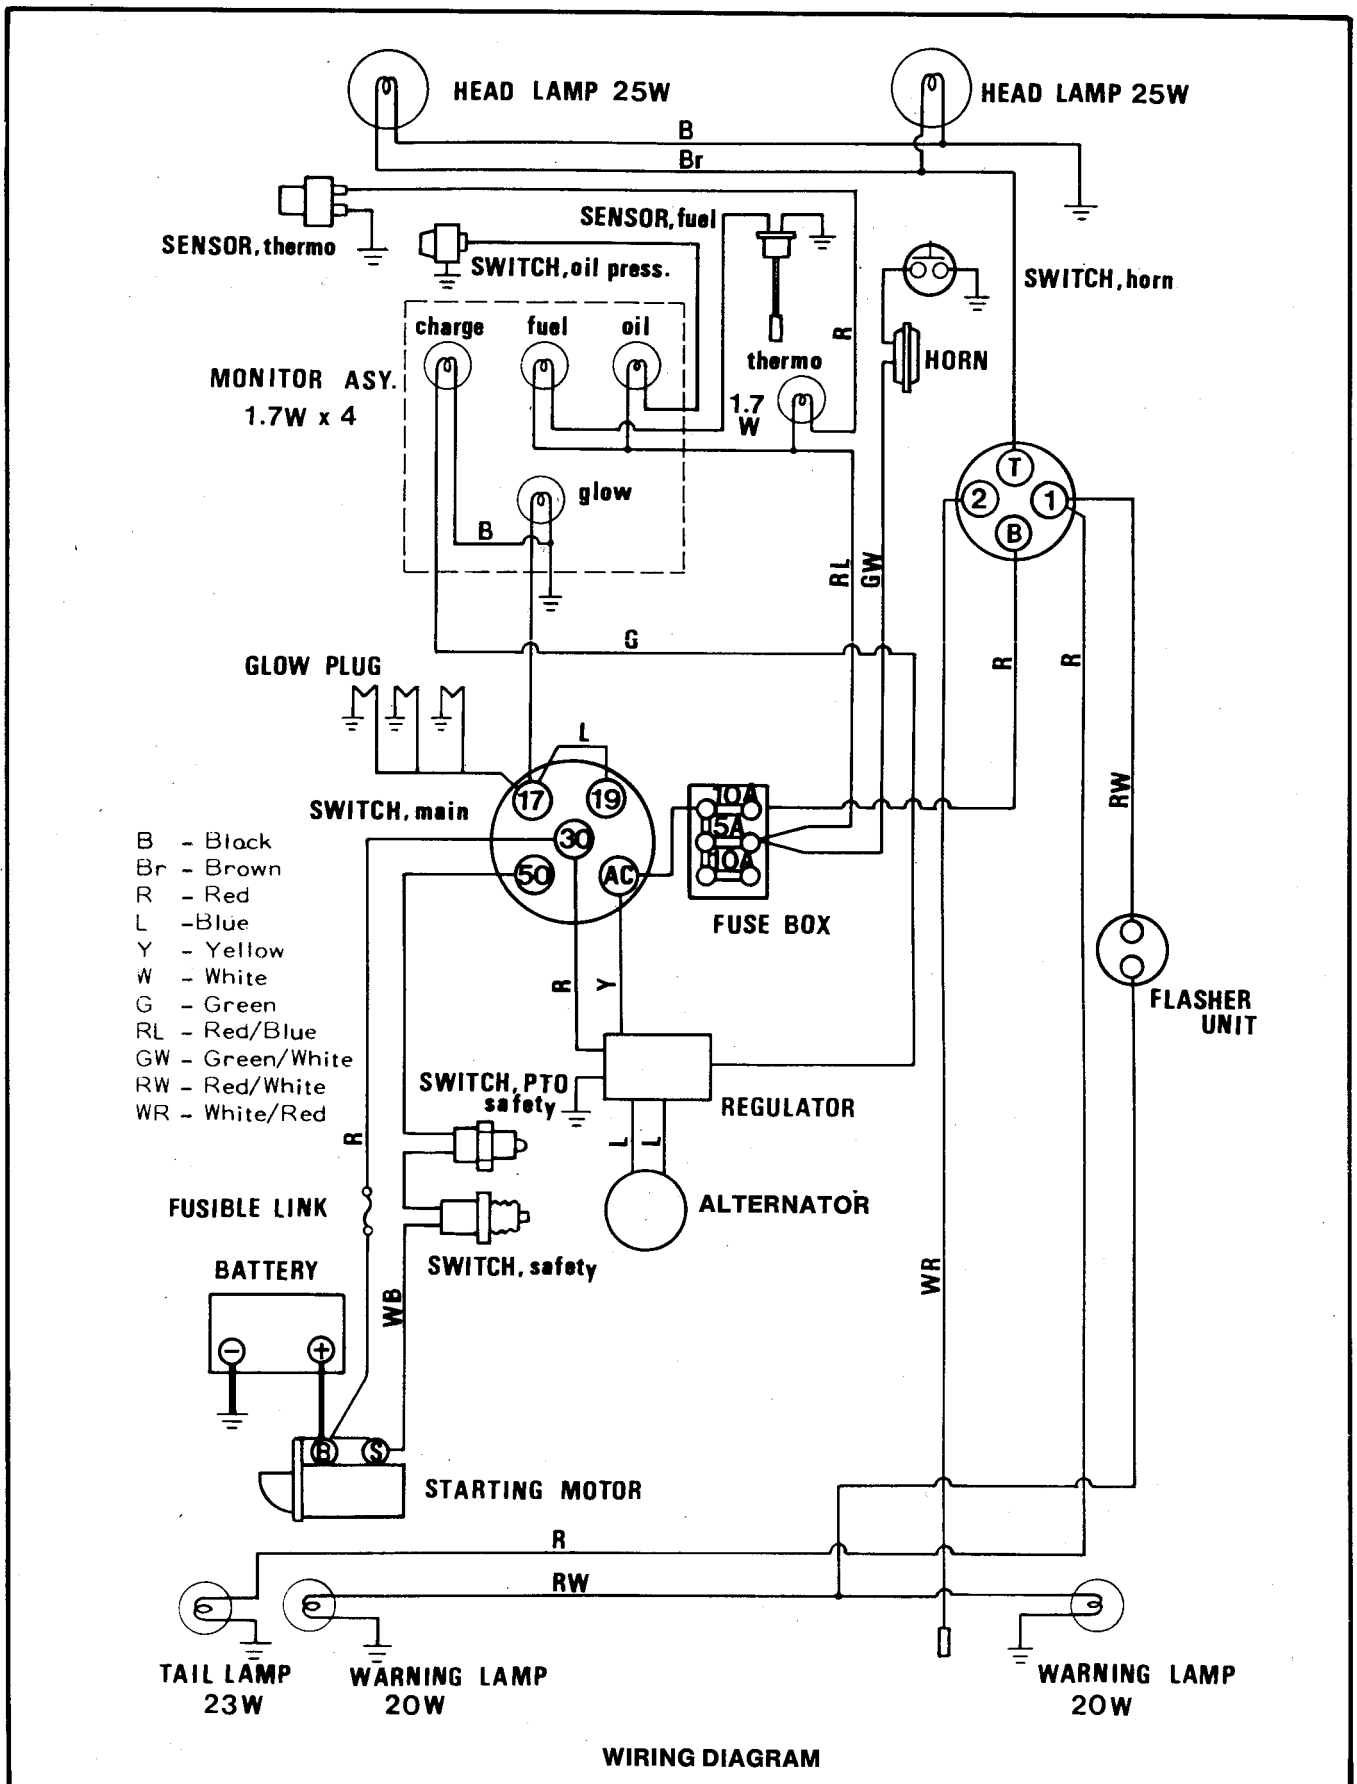 HEAD LAMP 25W
HEAD LAMP 25W
B
Br
SENSOR, thermo
SENSOR, fuel
SWITCH, oil press.
SWITCH, horn
charge
fuel
oil
thermo
R
HORN
MONITOR ASY.
1.7W x 4
1.7
W
glow
B
T
2
1
B
RL
GW
G
R
R
GLOW PLUG
L
SWITCH, main
17
19
30
50
AC
10A
5A
10A
FUSE BOX
RW
B - Black
Br - Brown
R - Red
L -Blue
Y - Yellow
W - White
G - Green
RL - Red/Blue
GW - Green/White
RW - Red/White
WR - White/Red
R
Y
FLASHER
UNIT
SWITCH, PTO
safety
REGULATOR
R
L
L
FUSIBLE LINK
ALTERNATOR
SWITCH, safety
BATTERY
WB
WR
-
+
B
S
STARTING MOTOR
R
RW
TAIL LAMP
23W
WARNING LAMP
20W
WARNING LAMP
20W
WIRING DIAGRAM